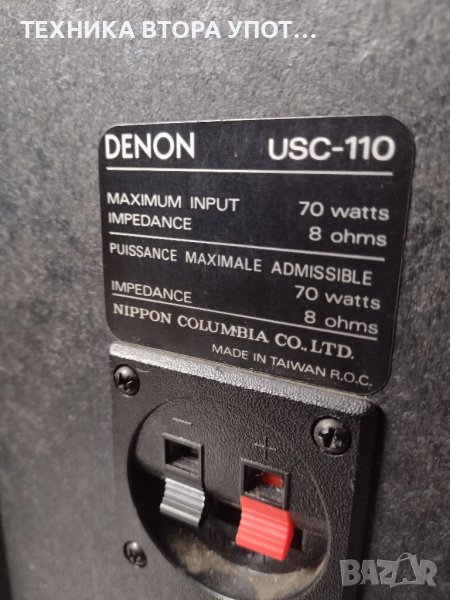 ТЕХНИКА ВТОРА УПОТ...
DENON USC-110
MAXIMUM INPUT 70 watts
IMPEDANCE 8 ohms
PUISSANCE MAXIMALE ADMISSIBLE
70 watts
IMPEDANCE 8 ohms
NIPPON COLUMBIA CO.,LTD.
MADE IN TAIWAN R.O.C.
− +
BAZAR